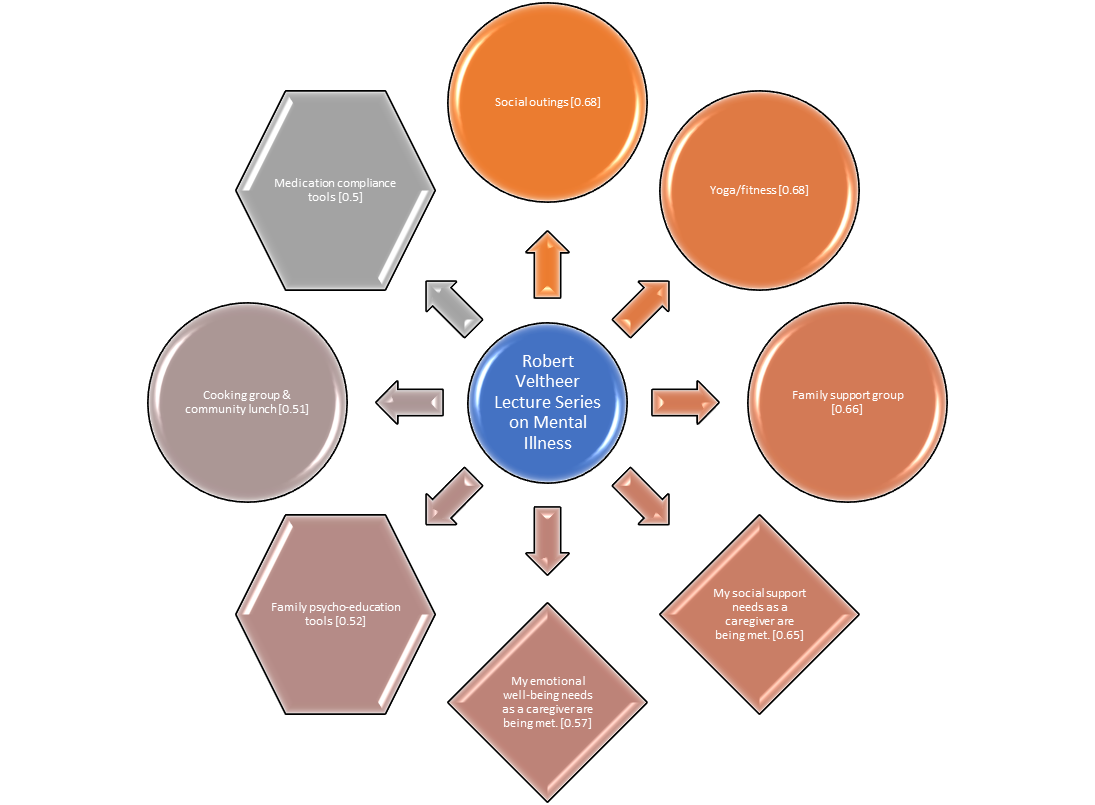 Social outings [0.68]
Yoga/fitness [0.68]
Family support group
[0.66]
My social support
needs as a
caregiver are
being met. [0.65]
My emotional
well-being needs
as a caregiver are
being met. [0.57]
Family psycho-education
tools [0.52]
Cooking group &
community lunch [0.51]
Medication compliance
tools [0.5]
Robert
Veltheer
Lecture Series
on Mental
Illness